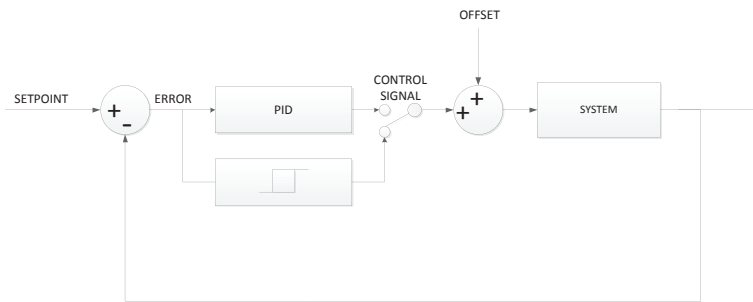 OFFSET
SETPOINT
ERROR
PID
CONTROL
SIGNAL
SYSTEM
+
-
+
+